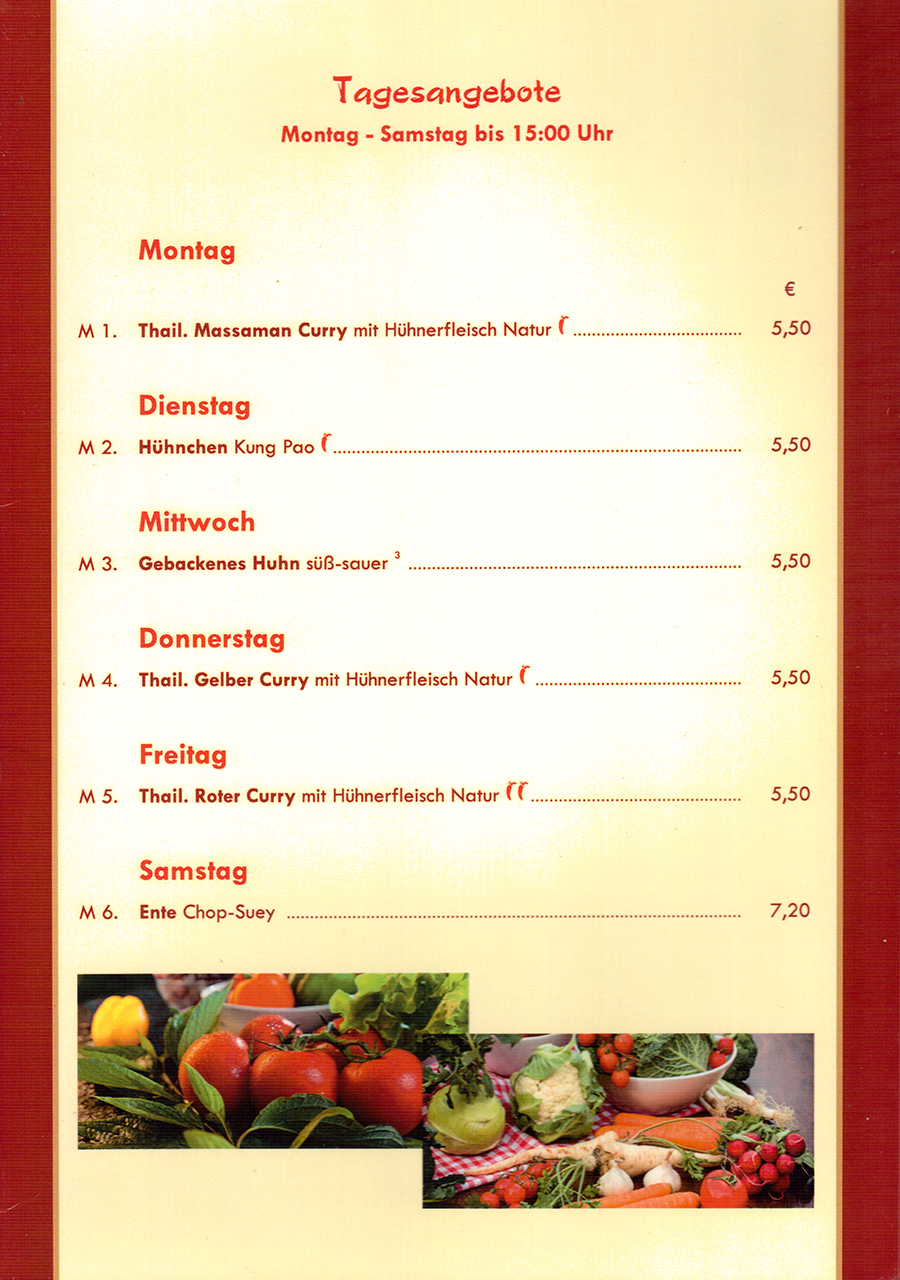 Tagesangebote
Montag - Samstag bis 15:00 Uhr
Montag
€
M 1. Thail. Massaman Curry mit Hühnerfleisch Natur ..................................... 5,50
Dienstag
M 2. Hühnchen Kung Pao ..................................... 5,50
Mittwoch
M 3. Gebackenes Huhn süß-sauer ³ ..................................... 5,50
Donnerstag
M 4. Thail. Gelber Curry mit Hühnerfleisch Natur ..................................... 5,50
Freitag
M 5. Thail. Roter Curry mit Hühnerfleisch Natur ..................................... 5,50
Samstag
M 6. Ente Chop-Suey ..................................... 7,20